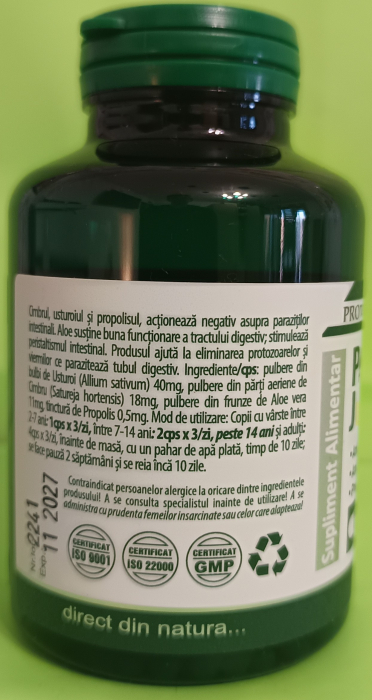 Cimbrul, usturoiul și propolisul, acționează negativ asupra paraziților
intestinali. Aloe susține buna funcționare a tractului digestiv; stimulează
peristaltismul intestinal. Produsul ajută la eliminarea protozoarelor și
viermilor ce parazitează tubul digestiv. Ingrediente/cps: pulbere din
bulbi de Usturoi (Allium sativum) 40mg, pulbere din părți aeriene de
Cimbru (Satureja hortensis) 18mg, pulbere din frunze de Aloe vera
11mg, tinctură de Propolis 0,5mg. Mod de utilizare: Copii cu vârste între
2-7 ani: 1cps x 3/zi, între 7-14 ani: 2cps x 3/zi, peste 14 ani și adulți:
4cps x 3/zi, înainte de masă, cu un pahar de apă plată, timp de 10 zile;
se face pauză 2 săptămâni și se reia încă 10 zile.
Contraindicat persoanelor alergice la oricare dintre ingredientele
produsului! A se consulta specialistul inainte de utilizare! A se
administra cu prudenta femeilor insarcinate sau celor care alapteaza!
2241
Exp. 11 2027
CERTIFICAT
ISO 9001
CERTIFICAT
ISO 22000
CERTIFICAT
GMP
direct din natura...
Supliment Alimentar